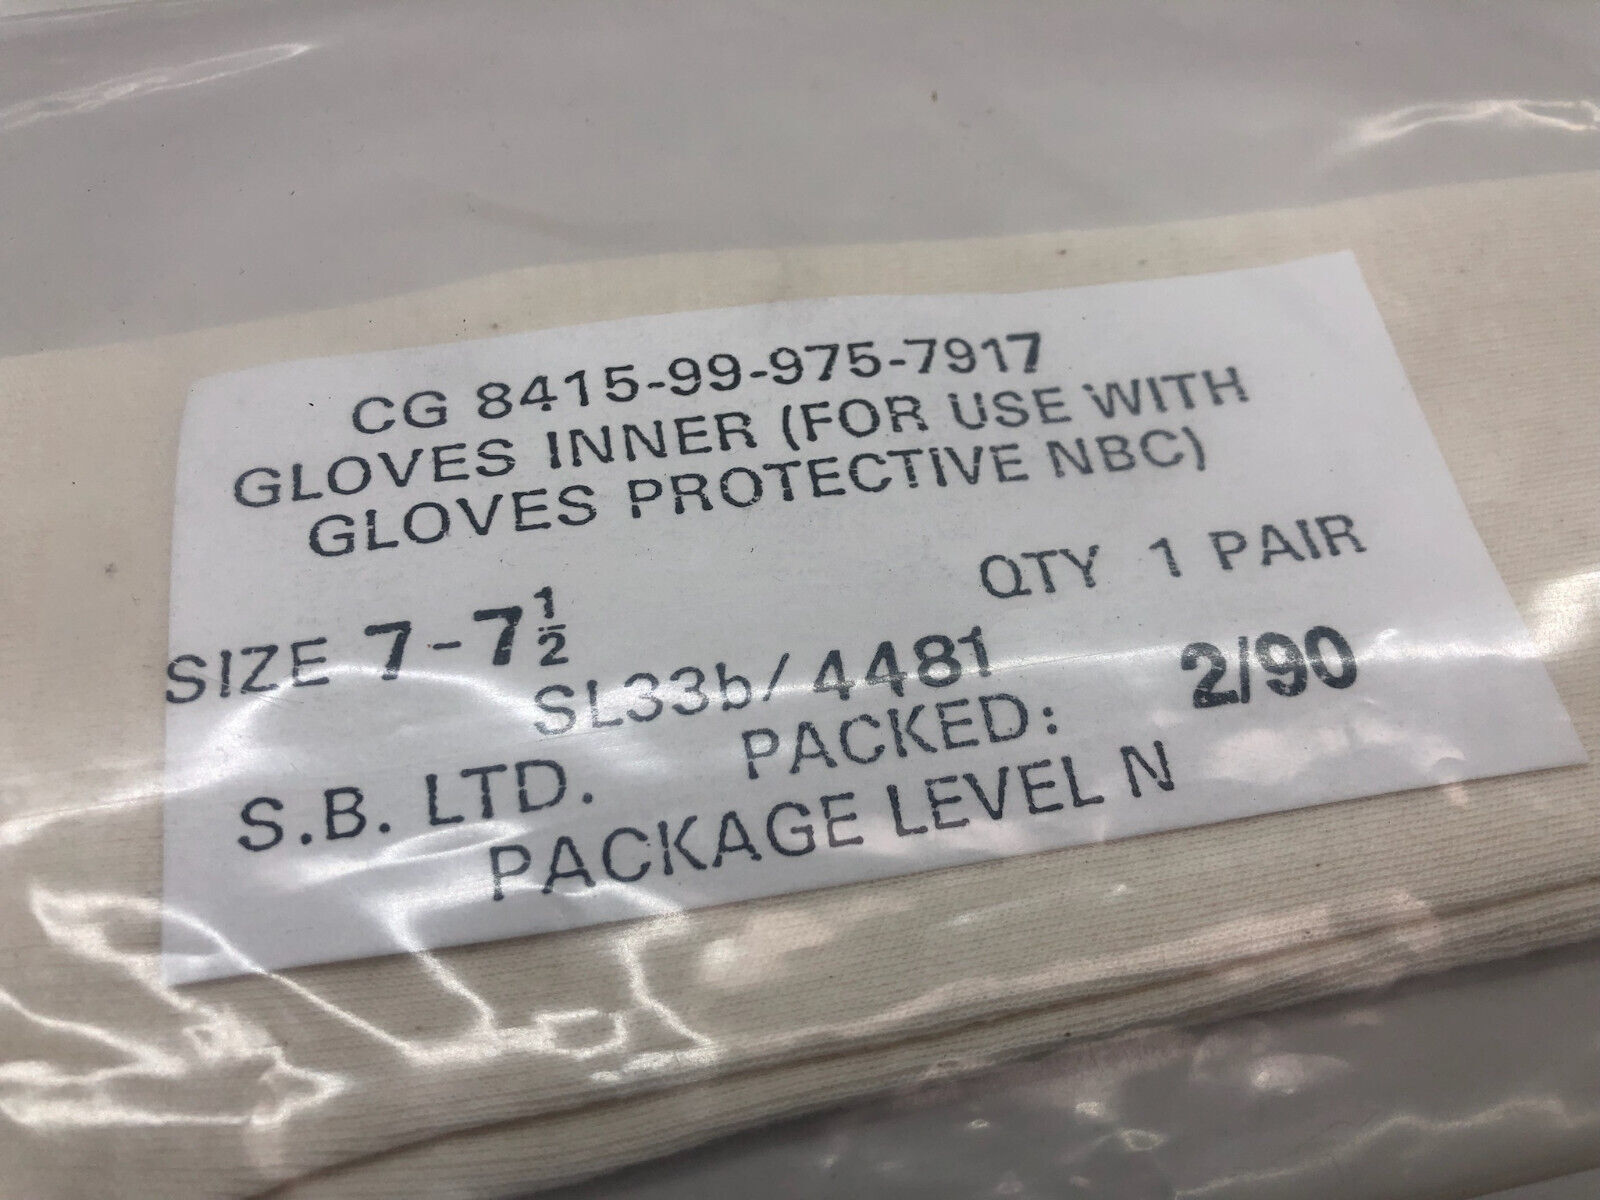 CG 8415-99-975-7917
GLOVES INNER (FOR USE WITH
GLOVES PROTECTIVE NBC)
QTY 1 PAIR
SIZE 7-7½
SL33b/4481
S.B. LTD. PACKED: 2/90
PACKAGE LEVEL N